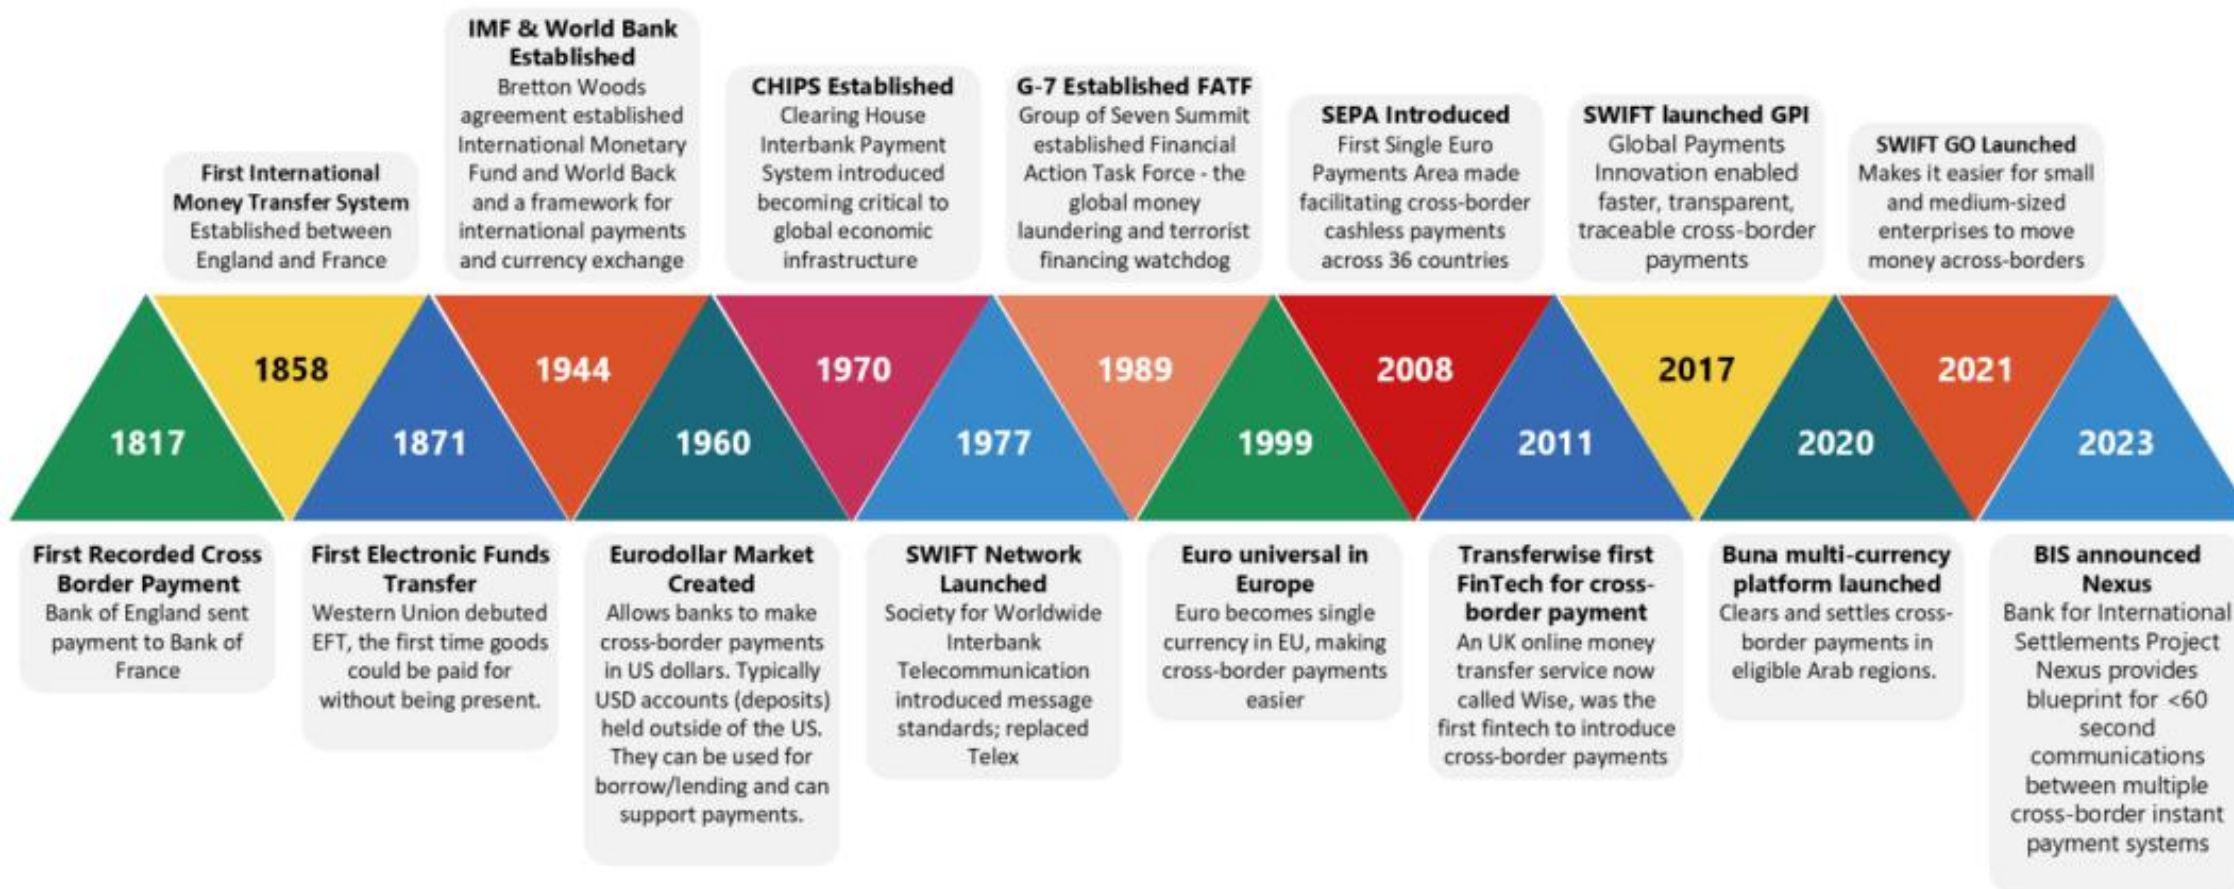 IMF & World Bank
Established
Bretton Woods
agreement established
International Monetary
Fund and World Back
and a framework for
international payments
and currency exchange
CHIPS Established
Clearing House
Interbank Payment
System introduced
becoming critical to
global economic
infrastructure
G-7 Established FATF
Group of Seven Summit
established Financial
Action Task Force - the
global money
laundering and terrorist
financing watchdog
SEPA Introduced
First Single Euro
Payments Area made
facilitating cross-border
cashless payments
across 36 countries
SWIFT launched GPI
Global Payments
Innovation enabled
faster, transparent,
traceable cross-border
payments
SWIFT GO Launched
Makes it easier for small
and medium-sized
enterprises to move
money across-borders
First International
Money Transfer System
Established between
England and France
1858
1944
1970
1989
2008
2017
2021
1817
1871
1960
1977
1999
2011
2020
2023
First Recorded Cross
Border Payment
Bank of England sent
payment to Bank of
France
First Electronic Funds
Transfer
Western Union debuted
EFT, the first time goods
could be paid for
without being present.
Eurodollar Market
Created
Allows banks to make
cross-border payments
in US dollars. Typically
USD accounts (deposits)
held outside of the US.
They can be used for
borrow/lending and can
support payments.
SWIFT Network
Launched
Society for Worldwide
Interbank
Telecommunication
introduced message
standards; replaced
Telex
Euro universal in
Europe
Euro becomes single
currency in EU, making
cross-border payments
easier
Transferwise first
FinTech for cross-
border payment
An UK online money
transfer service now
called Wise, was the
first fintech to introduce
cross-border payments
Buna multi-currency
platform launched
Clears and settles cross-
border payments in
eligible Arab regions.
BIS announced
Nexus
Bank for International
Settlements Project
Nexus provides
blueprint for <60
second
communications
between multiple
cross-border instant
payment systems